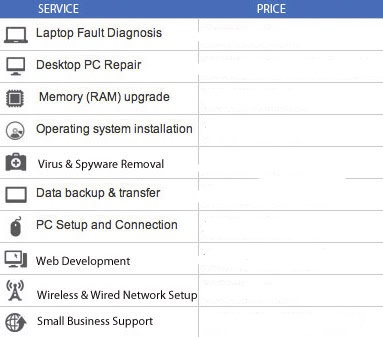 SERVICE PRICE
Laptop Fault Diagnosis
Desktop PC Repair
Memory (RAM) upgrade
Operating system installation
Virus & Spyware Removal
Data backup & transfer
PC Setup and Connection
Web Development
Wireless & Wired Network Setup
Small Business Support